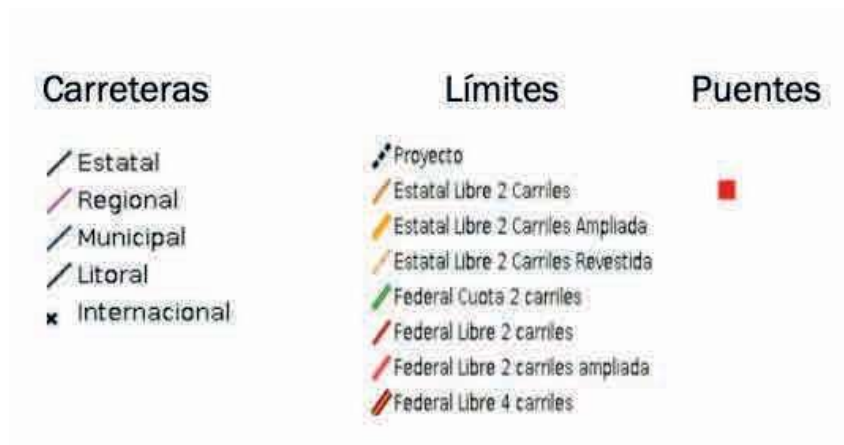 Carreteras
Estatal
Regional
Municipal
Litoral
Internacional
Límites
Proyecto
Estatal Libre 2 Carriles
Estatal Libre 2 Carriles Ampliada
Estatal Libre 2 Carriles Revestida
Federal Cuota 2 carriles
Federal Libre 2 carriles
Federal Libre 2 carriles ampliada
Federal Libre 4 carriles
Puentes